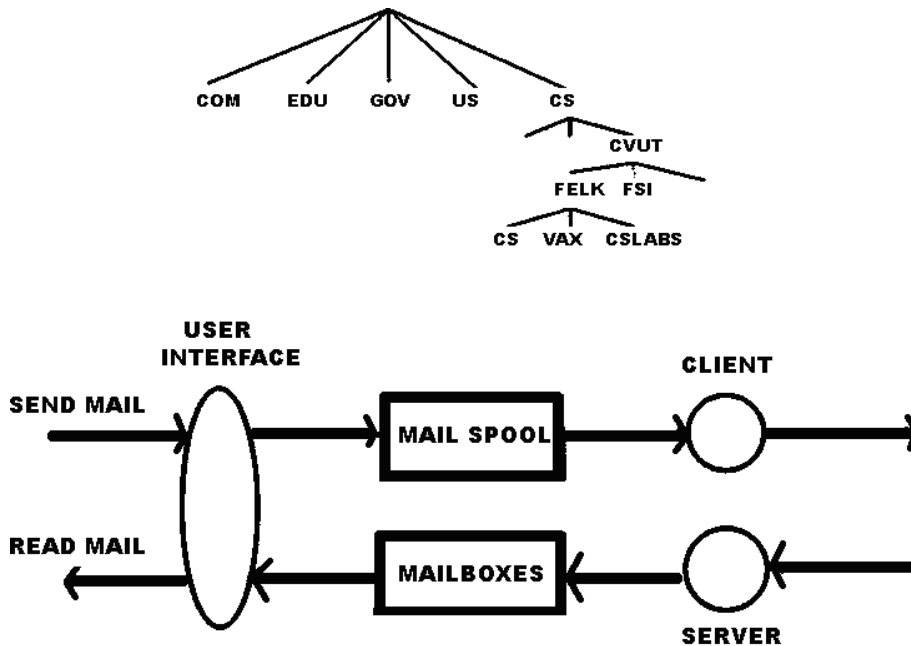 COM EDU GOV US CS
CVUT
FELK FSI
CS VAX CSLABS
USER
INTERFACE
CLIENT
SEND MAIL
MAIL SPOOL
READ MAIL
MAILBOXES
SERVER